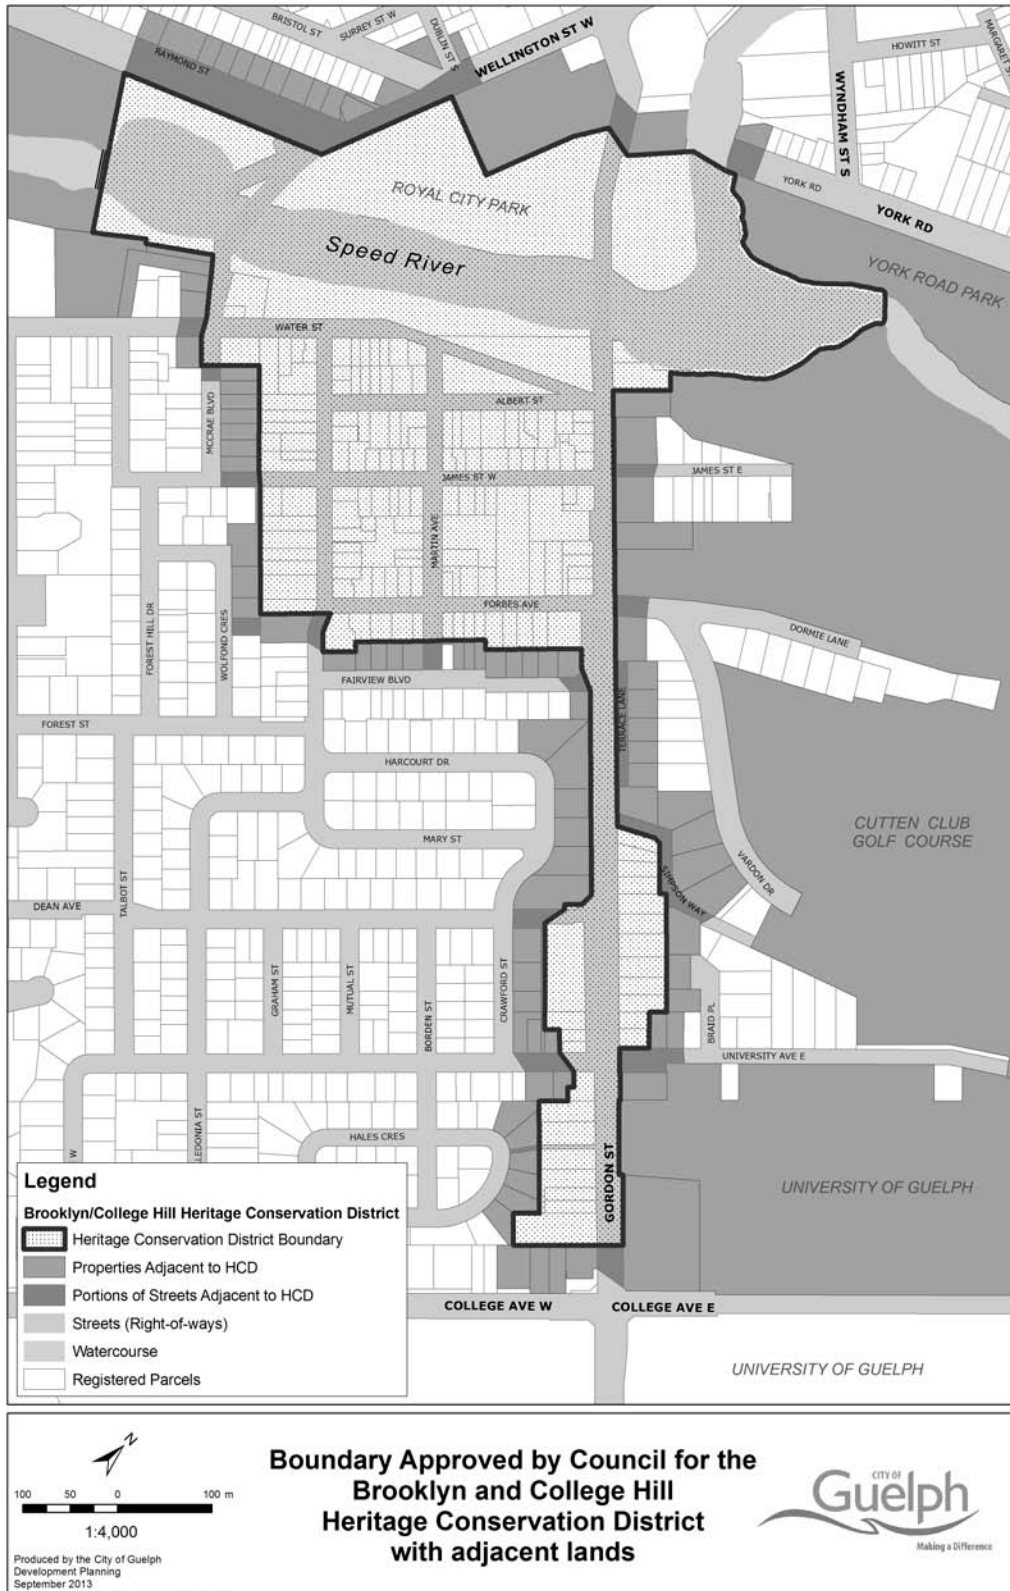 BRISTOL ST
SURREY ST W
DUBLIN ST S
WELLINGTON ST W
HOWITT ST
RAYMOND ST
WYNDHAM ST S
YORK RD
YORK RD
ROYAL CITY PARK
Speed River
YORK ROAD PARK
WATER ST
ALBERT ST
MCCRAE BLVD
JAMES ST W
JAMES ST E
MARTIN AVE
FORBES AVE
FOREST HILL DR
WOLFOND CRES
DORMIE LANE
FAIRVIEW BLVD
TERRACE LANE
FOREST ST
HARCOURT DR
MARY ST
CUTTEN CLUB
GOLF COURSE
VARDON DR
SIMPSON WAY
TALBOT ST
DEAN AVE
GRAHAM ST
MUTUAL ST
BORDEN ST
CRAWFORD ST
BRAID PL
UNIVERSITY AVE E
LEDONIA ST
W
HALES CRES
GORDON ST
UNIVERSITY OF GUELPH
Legend
Brooklyn/College Hill Heritage Conservation District
Heritage Conservation District Boundary
Properties Adjacent to HCD
Portions of Streets Adjacent to HCD
Streets (Right-of-ways)
Watercourse
Registered Parcels
COLLEGE AVE W
COLLEGE AVE E
UNIVERSITY OF GUELPH
N
100 50 0 100 m
1:4,000
Produced by the City of Guelph
Development Planning
September 2013
Boundary Approved by Council for the
Brooklyn and College Hill
Heritage Conservation District
with adjacent lands
CITY OF
Guelph
Making a Difference